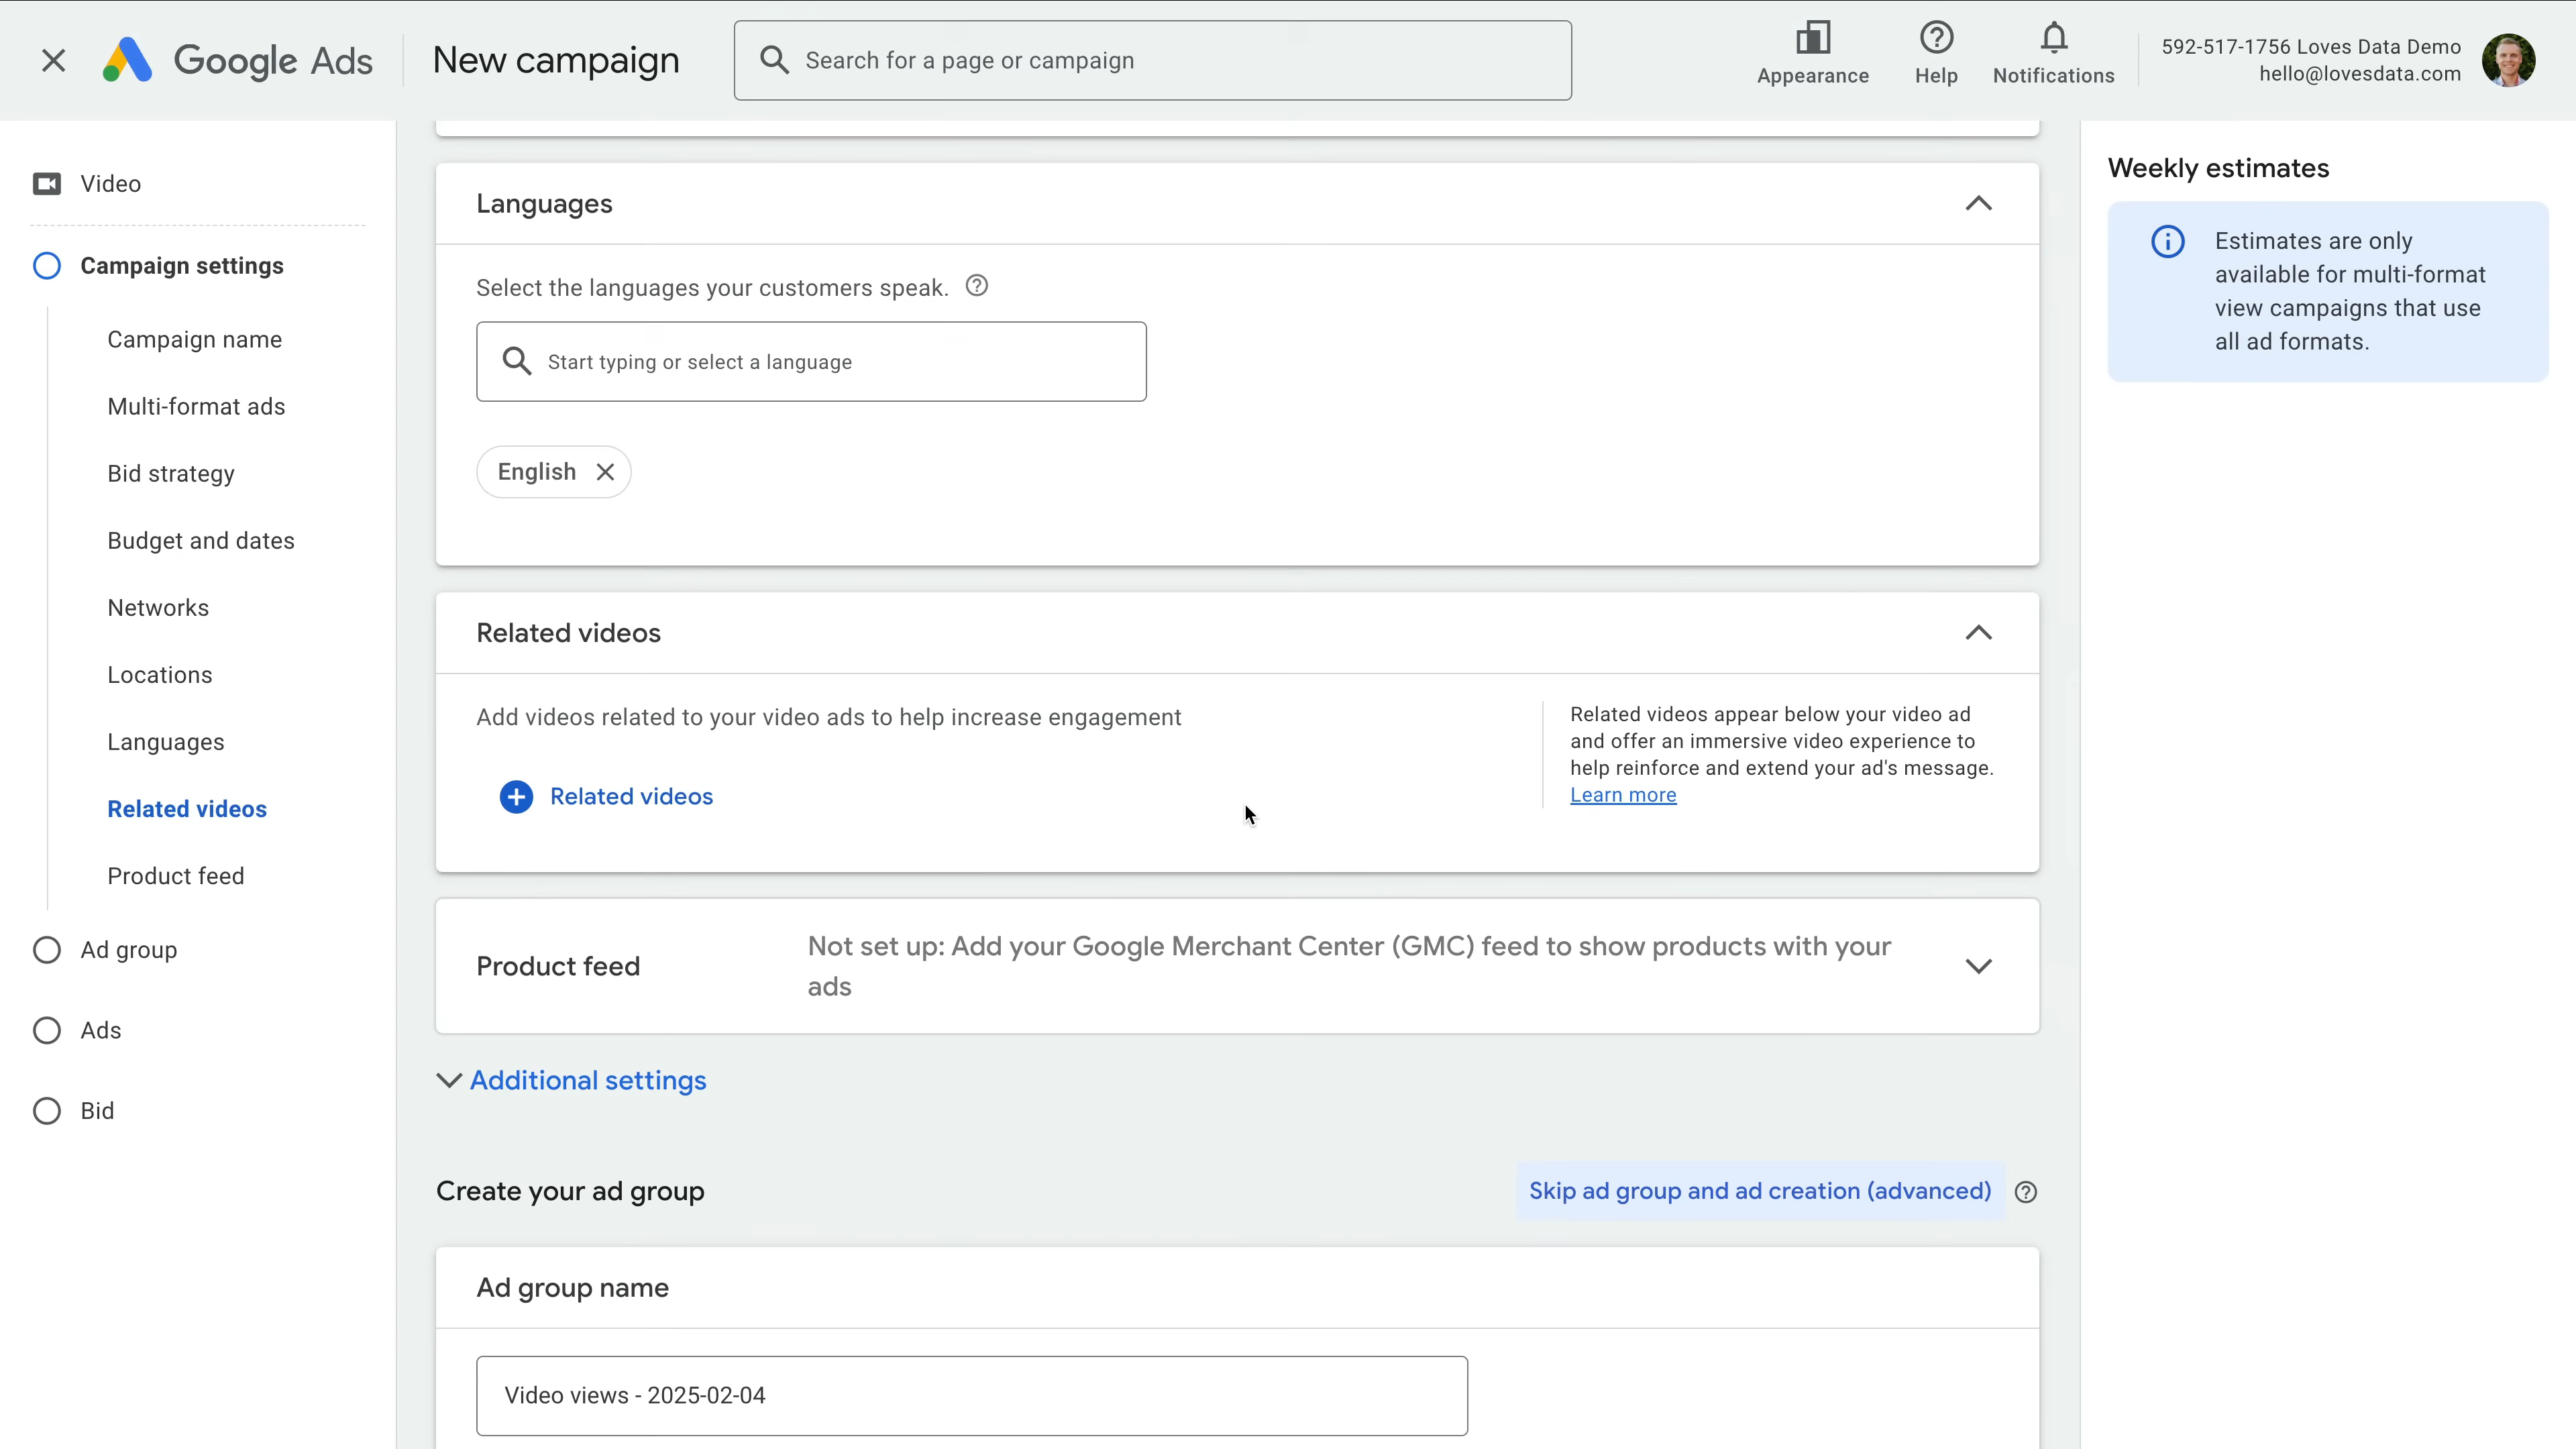 Google Ads
New campaign
Search for a page or campaign
Appearance
Help
Notifications
592-517-1756 Loves Data Demo
hello@lovesdata.com
Video
Campaign settings
Campaign name
Multi-format ads
Bid strategy
Budget and dates
Networks
Locations
Languages
Related videos
Product feed
Ad group
Ads
Bid
Languages
Select the languages your customers speak.
Start typing or select a language
English
Related videos
Add videos related to your video ads to help increase engagement
Related videos
Related videos appear below your video ad
and offer an immersive video experience to
help reinforce and extend your ad's message.
Learn more
Product feed
Not set up: Add your Google Merchant Center (GMC) feed to show products with your
ads
Additional settings
Create your ad group
Skip ad group and ad creation (advanced)
Ad group name
Video views - 2025-02-04
Weekly estimates
Estimates are only
available for multi-format
view campaigns that use
all ad formats.